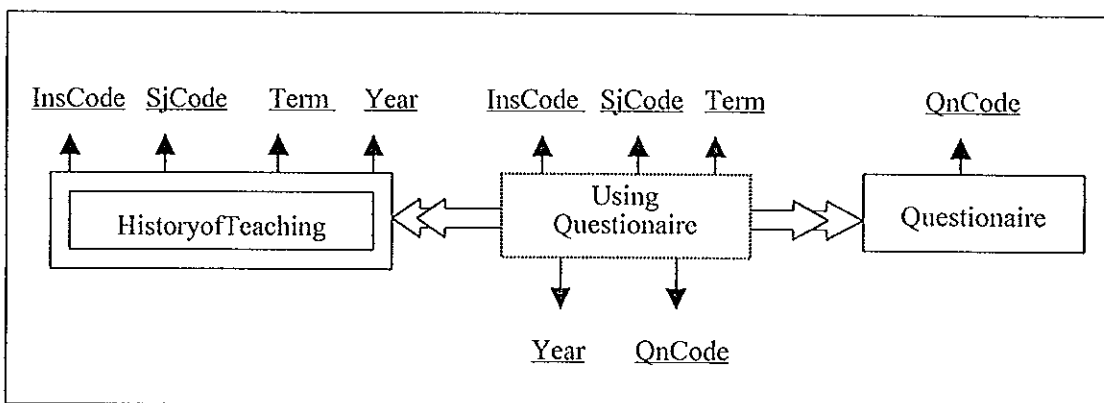 InsCode SjCode Term Year InsCode SjCode Term QnCode
HistoryofTeaching
Using
Questionaire
Questionaire
Year QnCode